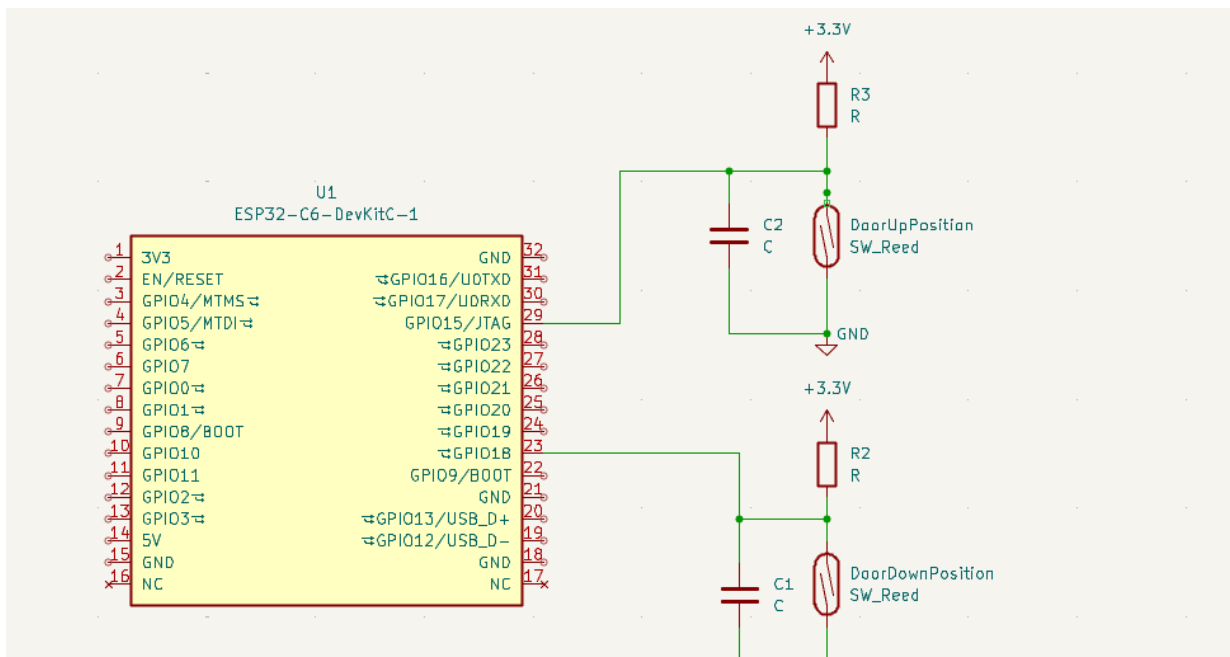 +3.3V
R3
R
U1
ESP32-C6-DevKitC-1
C2
C
DoorUpPosition
SW_Reed
GND
1 3V3
2 EN/RESET
3 GPIO4/MTMS
4 GPIO5/MTDI
5 GPIO6
6 GPIO7
7 GPIO0
8 GPIO1
9 GPIO8/BOOT
10 GPIO10
11 GPIO11
12 GPIO2
13 GPIO3
14 5V
15 GND
16 NC
GND 32
GPIO16/U0TXD 31
GPIO17/U0RXD 30
GPIO15/JTAG 29
GPIO23 28
GPIO22 27
GPIO21 26
GPIO20 25
GPIO19 24
GPIO18 23
GPIO9/BOOT 22
GND 21
GPIO13/USB_D+ 20
GPIO12/USB_D- 19
GND 18
NC 17
+3.3V
R2
R
C1
C
DoorDownPosition
SW_Reed